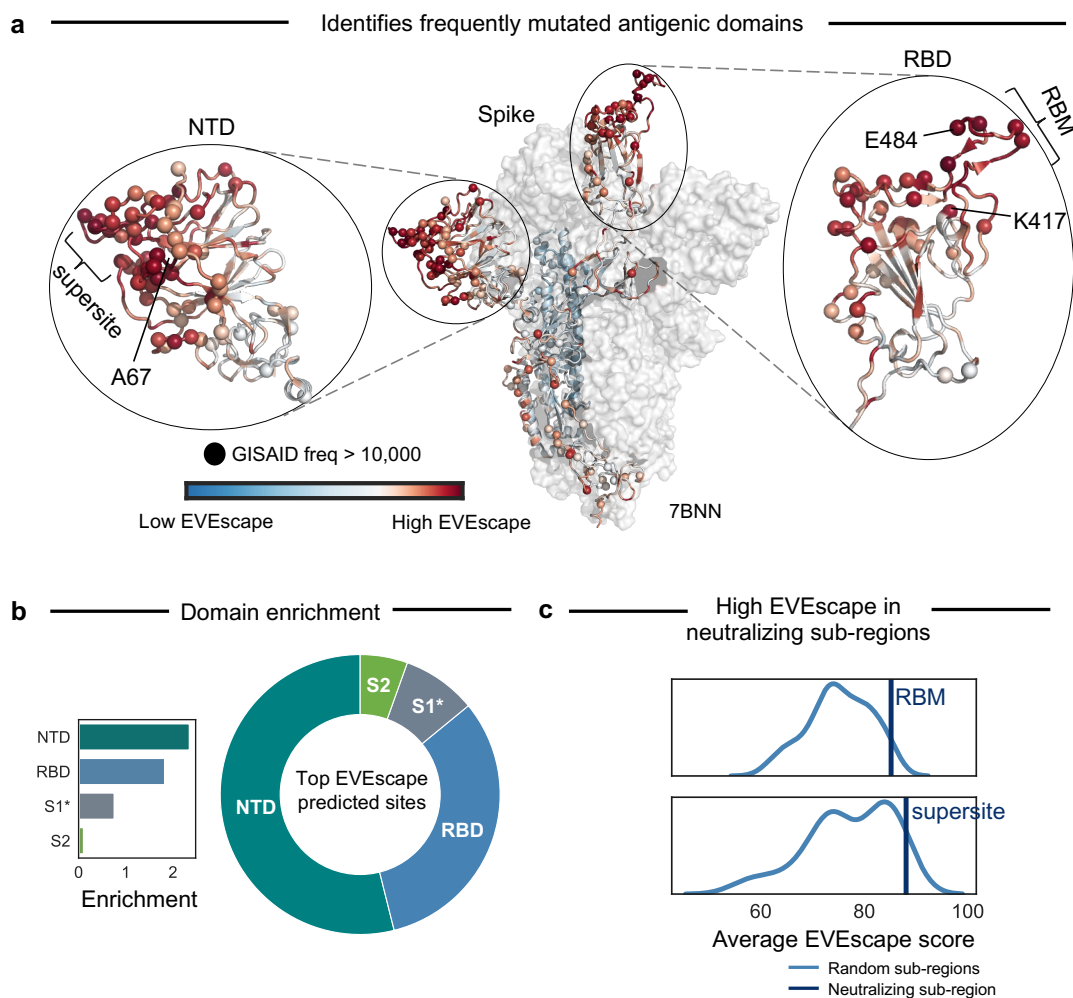 a
Identifies frequently mutated antigenic domains
NTD
Spike
RBD
RBM
E484
K417
supersite
A67
GISAID freq > 10,000
Low EVEscape
High EVEscape
7BNN
b
Domain enrichment
NTD
RBD
S1*
S2
0
1
2
Enrichment
S2
S1*
NTD
RBD
Top EVEscape
predicted sites
c
High EVEscape in
neutralizing sub-regions
RBM
supersite
60
80
100
Average EVEscape score
Random sub-regions
Neutralizing sub-region